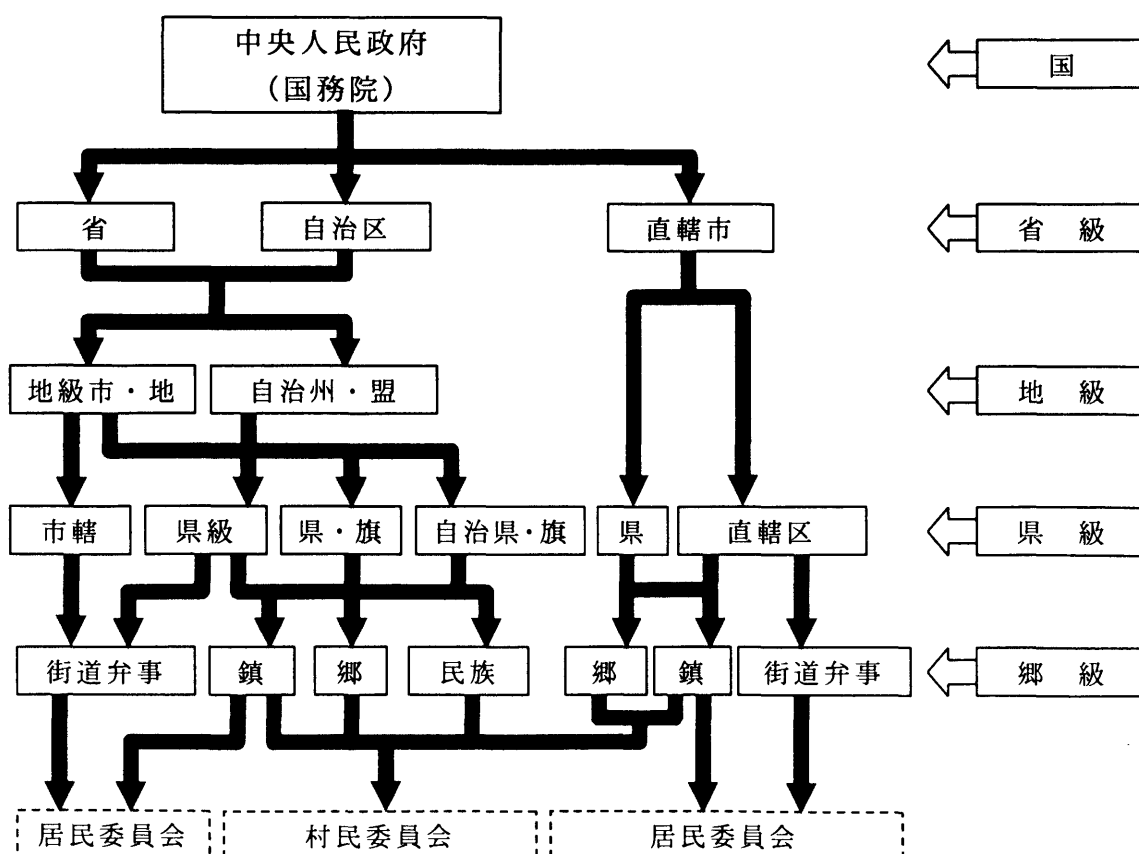 中央人民政府
（国務院）
国
省
自治区
直轄市
省 級
地級市・地
自治州・盟
地 級
市轄
県級
県・旗
自治県・旗
県
直轄区
県 級
街道弁事
鎮
郷
民族
郷
鎮
街道弁事
郷 級
居民委員会
村民委員会
居民委員会